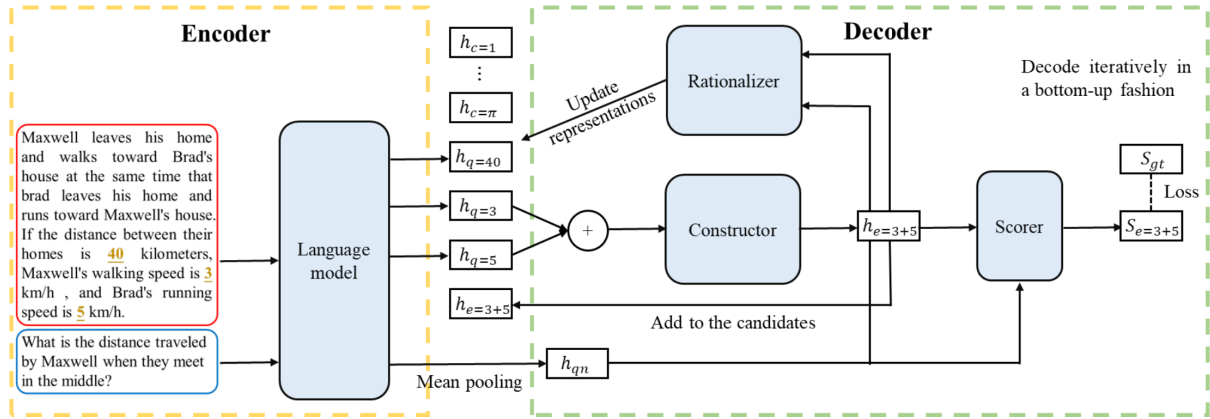 Encoder
Maxwell leaves his home
and walks toward Brad's
house at the same time that
brad leaves his home and
runs toward Maxwell's house.
If the distance between their
homes is 40 kilometers,
Maxwell's walking speed is 3
km/h , and Brad's running
speed is 5 km/h.
What is the distance traveled
by Maxwell when they meet
in the middle?
Language
model
h_{c=1}
⋮
h_{c=π}
h_{q=40}
h_{q=3}
h_{q=5}
h_{e=3+5}
Mean pooling
Decoder
Update
representations
Rationalizer
Decode iteratively in
a bottom-up fashion
+
Constructor
h_{e=3+5}
Scorer
S_{gt}
Loss
S_{e=3+5}
Add to the candidates
h_{qn}